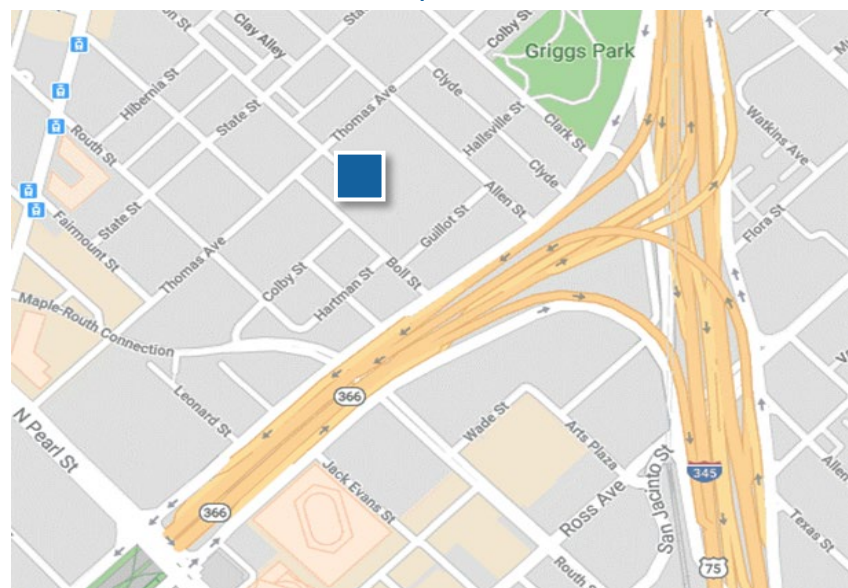 Clay Alley
Colby St
Griggs Park
Hibernia St
State St
Thomas Ave
Clyde
Hallsville St
Clark St
Watkins Ave
Routh St
Clyde
Allen St
Fairmount St
State St
Guillot St
Flora St
Thomas Ave
Boll St
Colby St
Hartman St
Maple-Routh Connection
Leonard St
366
N Pearl St
Wade St
Arts Plaza
Jack Evans St
345
San Jacinto St
Ross Ave
Allen
366
Texas St
Routh S
75